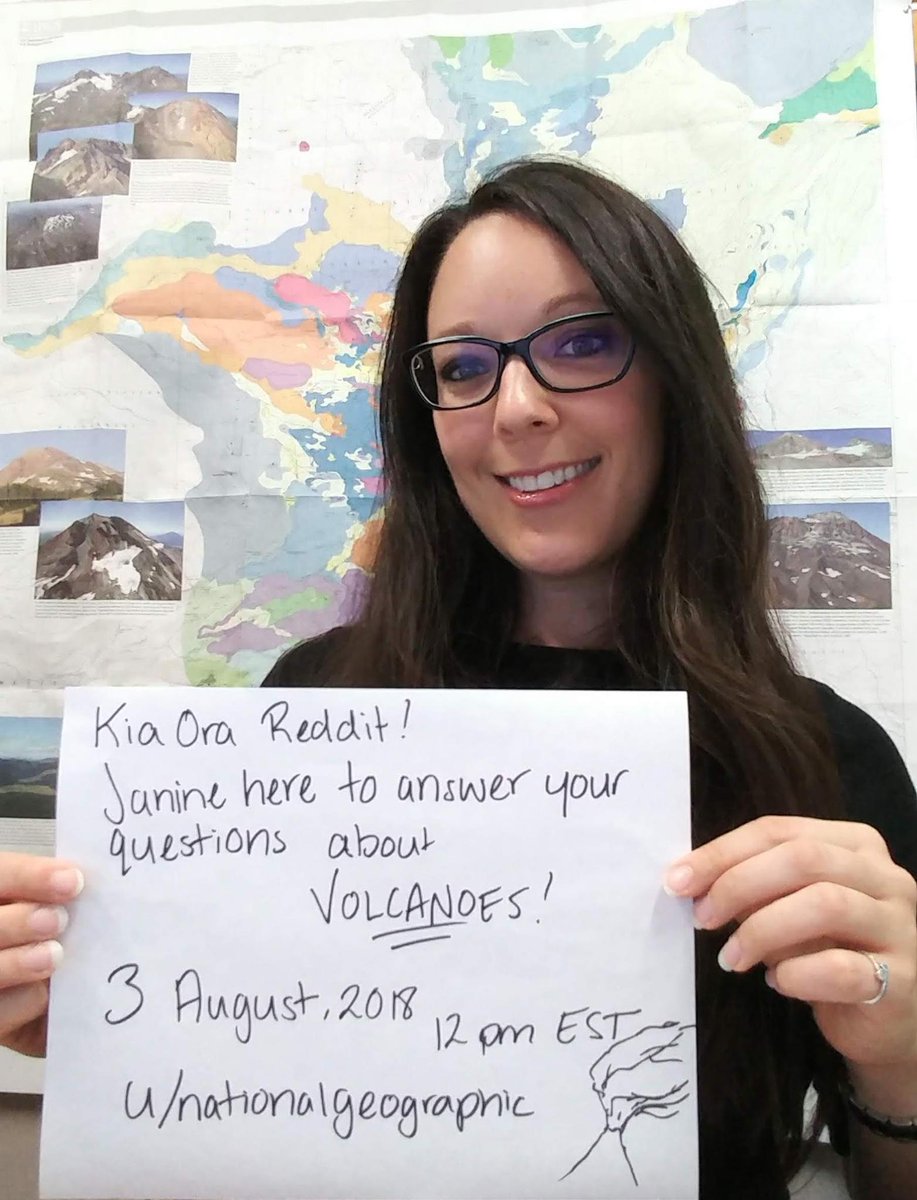 Kia Ora Reddit!
Janine here to answer your
questions about
VOLCANOES!
3 August, 2018
12 pm EST
u/nationalgeographic